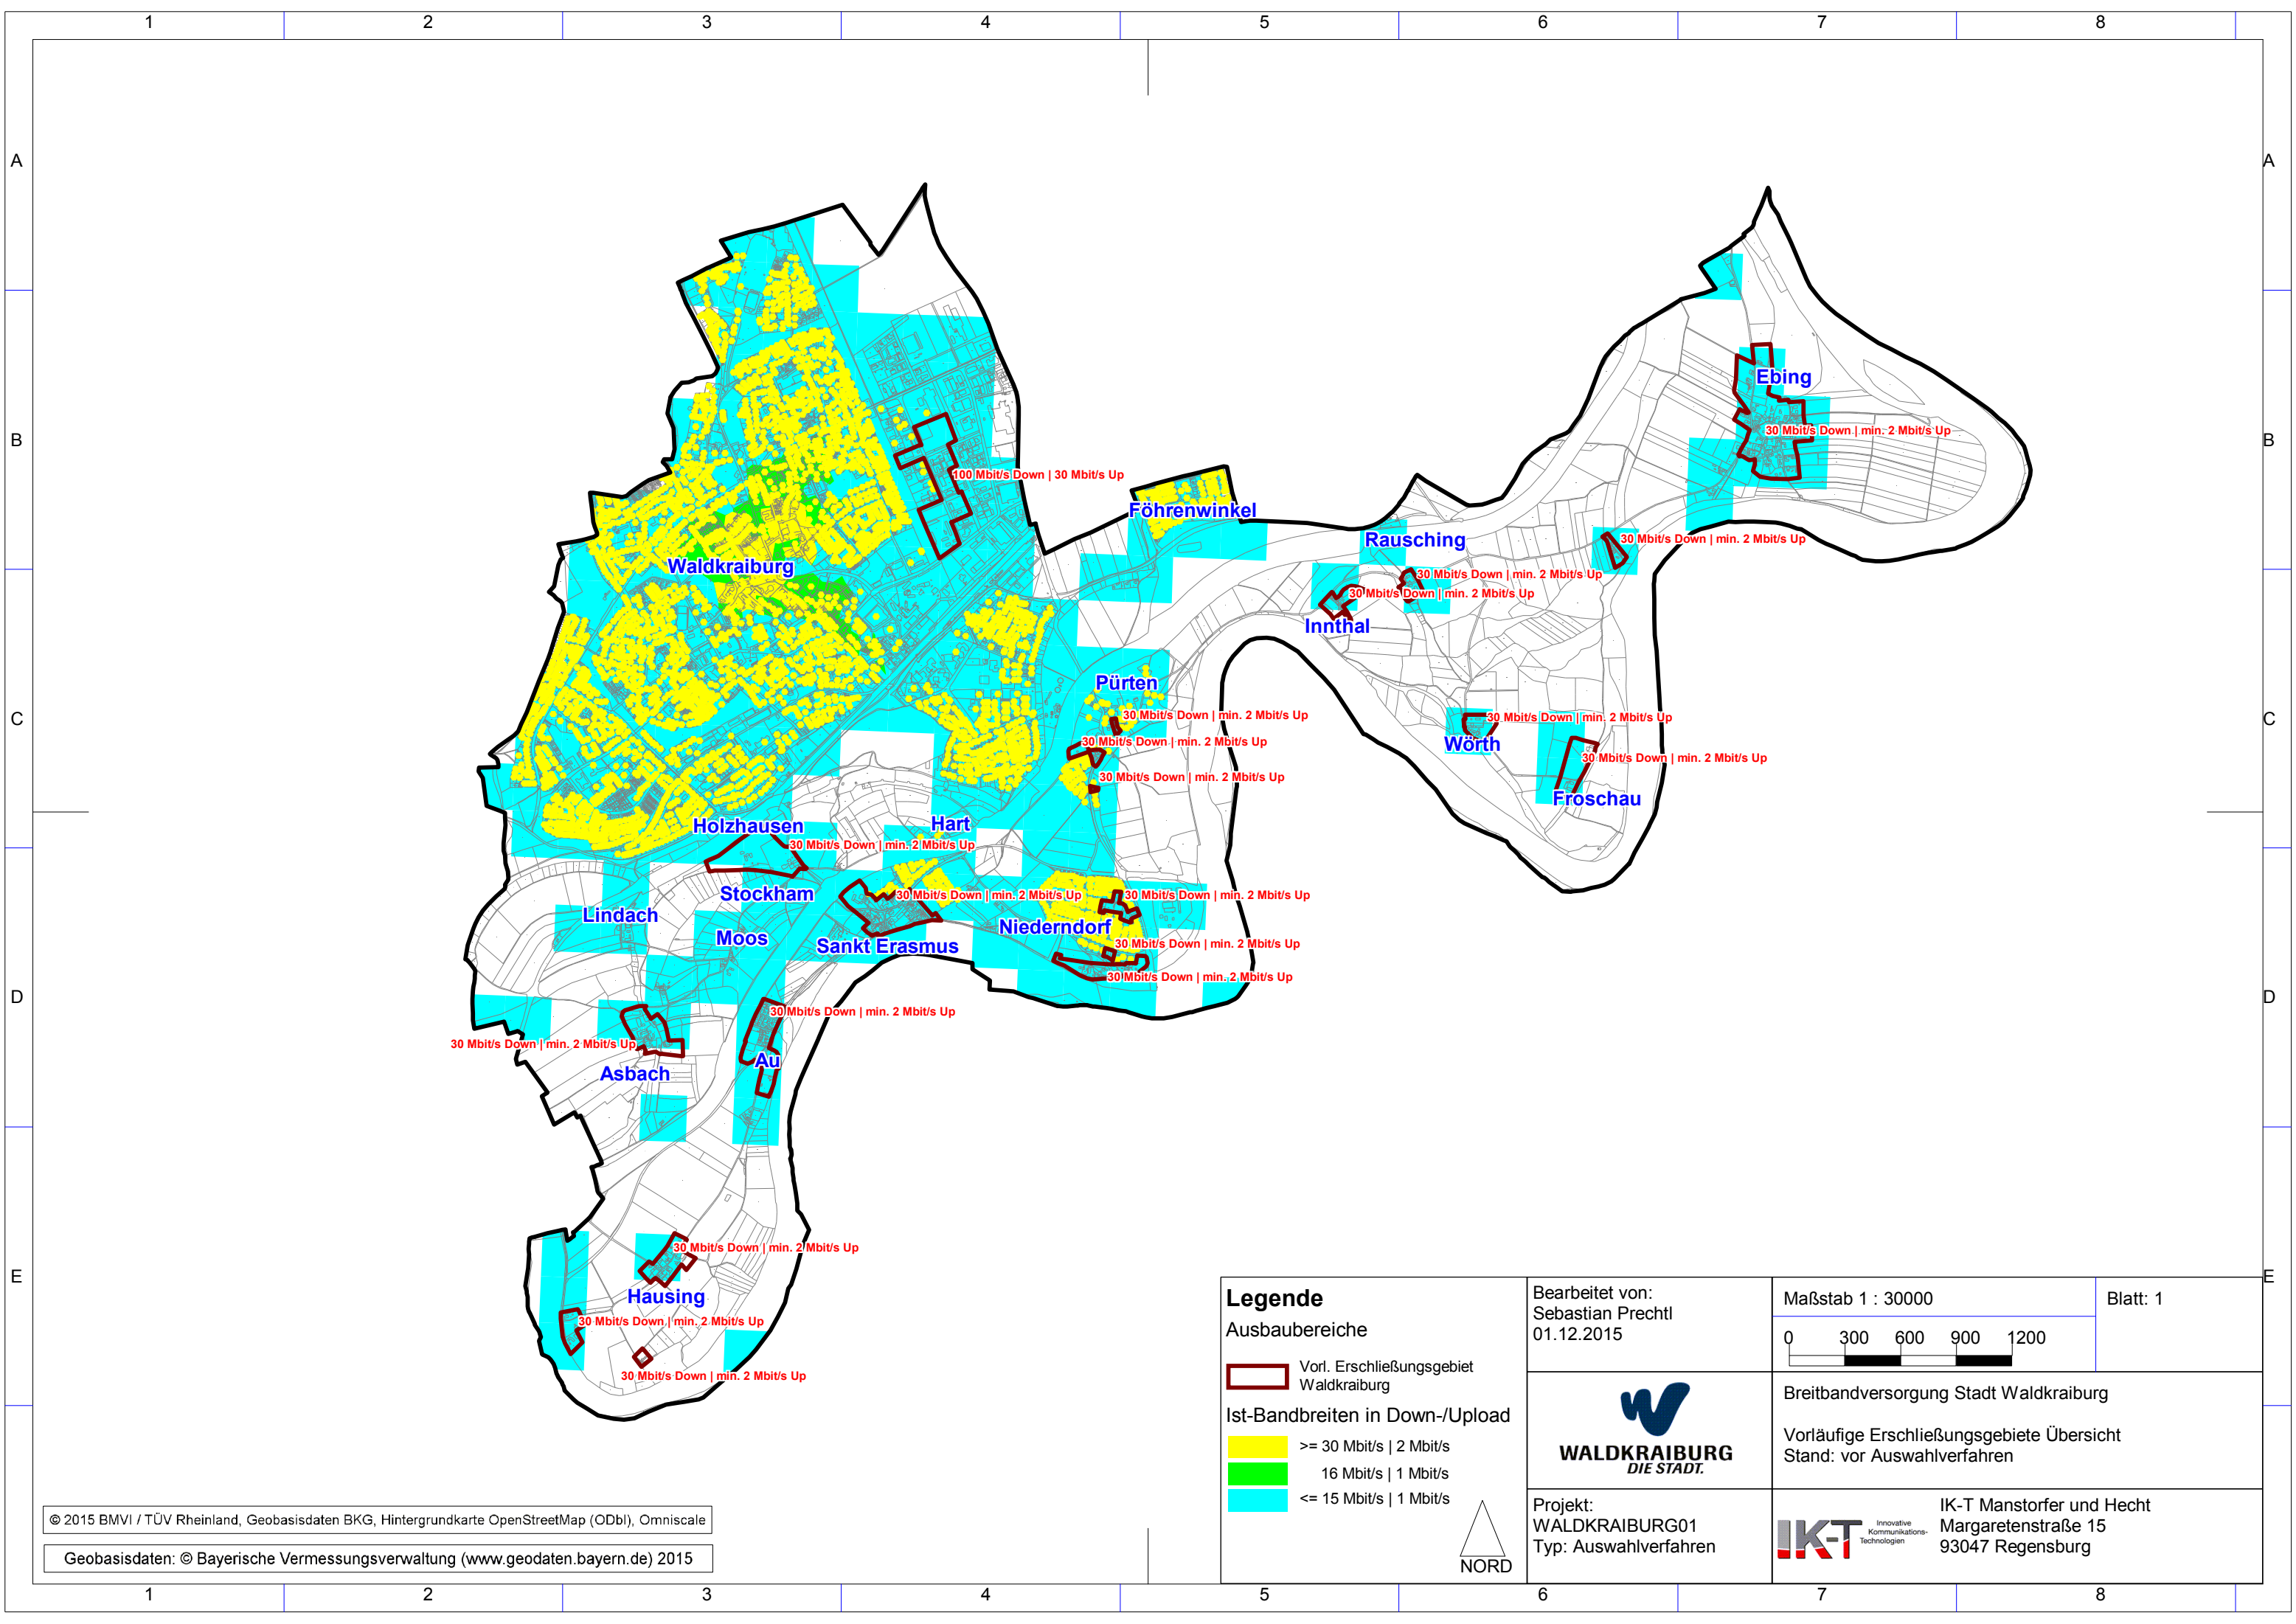 1 2 3 4 5 6 7 8
A A
Ebing
B B
30 Mbit/s Down | min. 2 Mbit/s Up
100 Mbit/s Down | 30 Mbit/s Up
Föhrenwinkel
Rausching
30 Mbit/s Down | min. 2 Mbit/s Up
Waldkraiburg
30 Mbit/s Down | min. 2 Mbit/s Up
30 Mbit/s Down | min. 2 Mbit/s Up
Innthal
Pürten
C C
30 Mbit/s Down | min. 2 Mbit/s Up
30 Mbit/s Down | min. 2 Mbit/s Up
30 Mbit/s Down | min. 2 Mbit/s Up
Wörth
30 Mbit/s Down | min. 2 Mbit/s Up
30 Mbit/s Down | min. 2 Mbit/s Up
Froschau
Holzhausen
Hart
30 Mbit/s Down | min. 2 Mbit/s Up
Stockham
30 Mbit/s Down | min. 2 Mbit/s Up
30 Mbit/s Down | min. 2 Mbit/s Up
Lindach
Niederndorf
Moos
Sankt Erasmus
30 Mbit/s Down | min. 2 Mbit/s Up
30 Mbit/s Down | min. 2 Mbit/s Up
D D
30 Mbit/s Down | min. 2 Mbit/s Up
30 Mbit/s Down | min. 2 Mbit/s Up
Au
Asbach
30 Mbit/s Down | min. 2 Mbit/s Up
E E
Hausing
30 Mbit/s Down | min. 2 Mbit/s Up
30 Mbit/s Down | min. 2 Mbit/s Up
Legende
Ausbaubereiche
Vorl. Erschließungsgebiet
Waldkraiburg
Ist-Bandbreiten in Down-/Upload
>= 30 Mbit/s | 2 Mbit/s
16 Mbit/s | 1 Mbit/s
<= 15 Mbit/s | 1 Mbit/s
NORD
Bearbeitet von:
Sebastian Prechtl
01.12.2015
Maßstab 1 : 30000
0 300 600 900 1200
Blatt: 1
WALDKRAIBURG
DIE STADT.
Breitbandversorgung Stadt Waldkraiburg
Vorläufige Erschließungsgebiete Übersicht
Stand: vor Auswahlverfahren
Projekt:
WALDKRAIBURG01
Typ: Auswahlverfahren
IK-T
Innovative
Kommunikations-
Technologien
IK-T Manstorfer und Hecht
Margaretenstraße 15
93047 Regensburg
© 2015 BMVI / TÜV Rheinland, Geobasisdaten BKG, Hintergrundkarte OpenStreetMap (ODbl), Omniscale
Geobasisdaten: © Bayerische Vermessungsverwaltung (www.geodaten.bayern.de) 2015
1 2 3 4 5 6 7 8